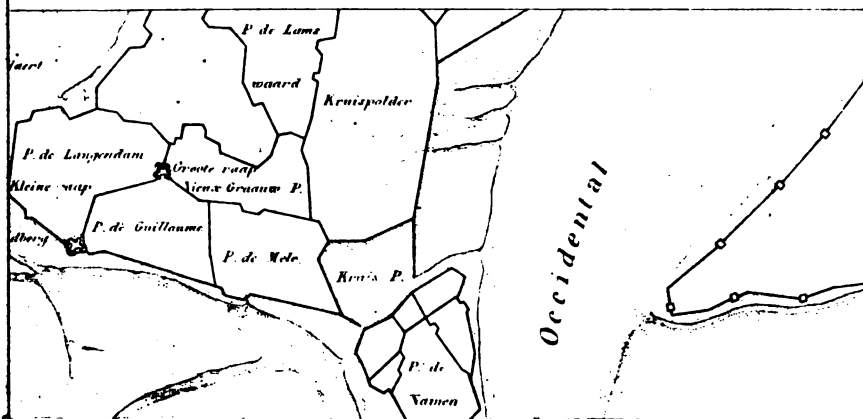 P. de Lams
waard
Kruispolder
P. de Langendam
Kleine raap
Groote raap
Vieux Graauw P.
P. de Guillaume
P. de Mele
Kruis P.
P. de
Namen
Occidental